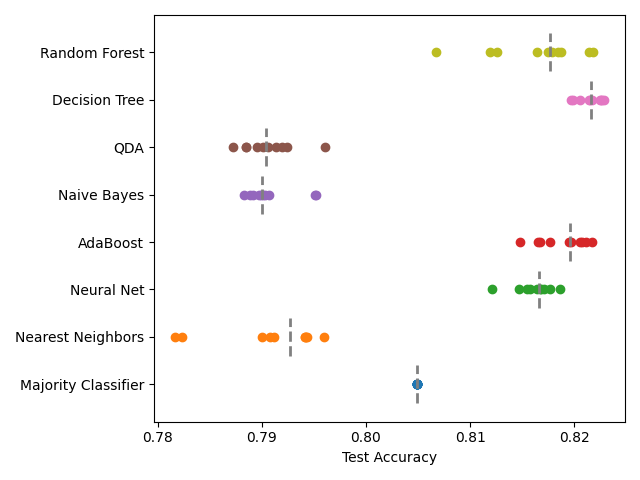 Random Forest
Decision Tree
QDA
Naive Bayes
AdaBoost
Neural Net
Nearest Neighbors
Majority Classifier
0.78 0.79 0.80 0.81 0.82
Test Accuracy